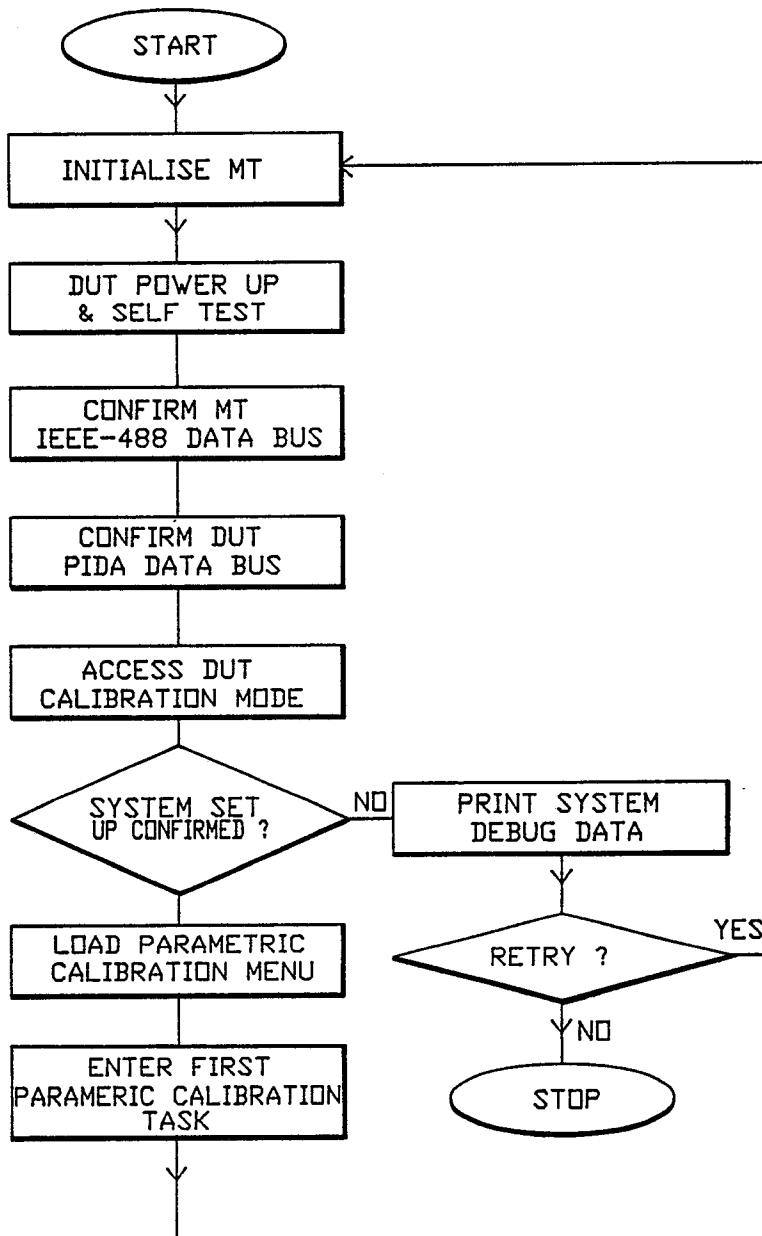 START
INITIALISE MT
DUT POWER UP
& SELF TEST
CONFIRM MT
IEEE-488 DATA BUS
CONFIRM DUT
PIDA DATA BUS
ACCESS DUT
CALIBRATION MODE
SYSTEM SET
UP CONFIRMED ?
NO
PRINT SYSTEM
DEBUG DATA
RETRY ?
YES
NO
STOP
LOAD PARAMETRIC
CALIBRATION MENU
ENTER FIRST
PARAMERIC CALIBRATION
TASK